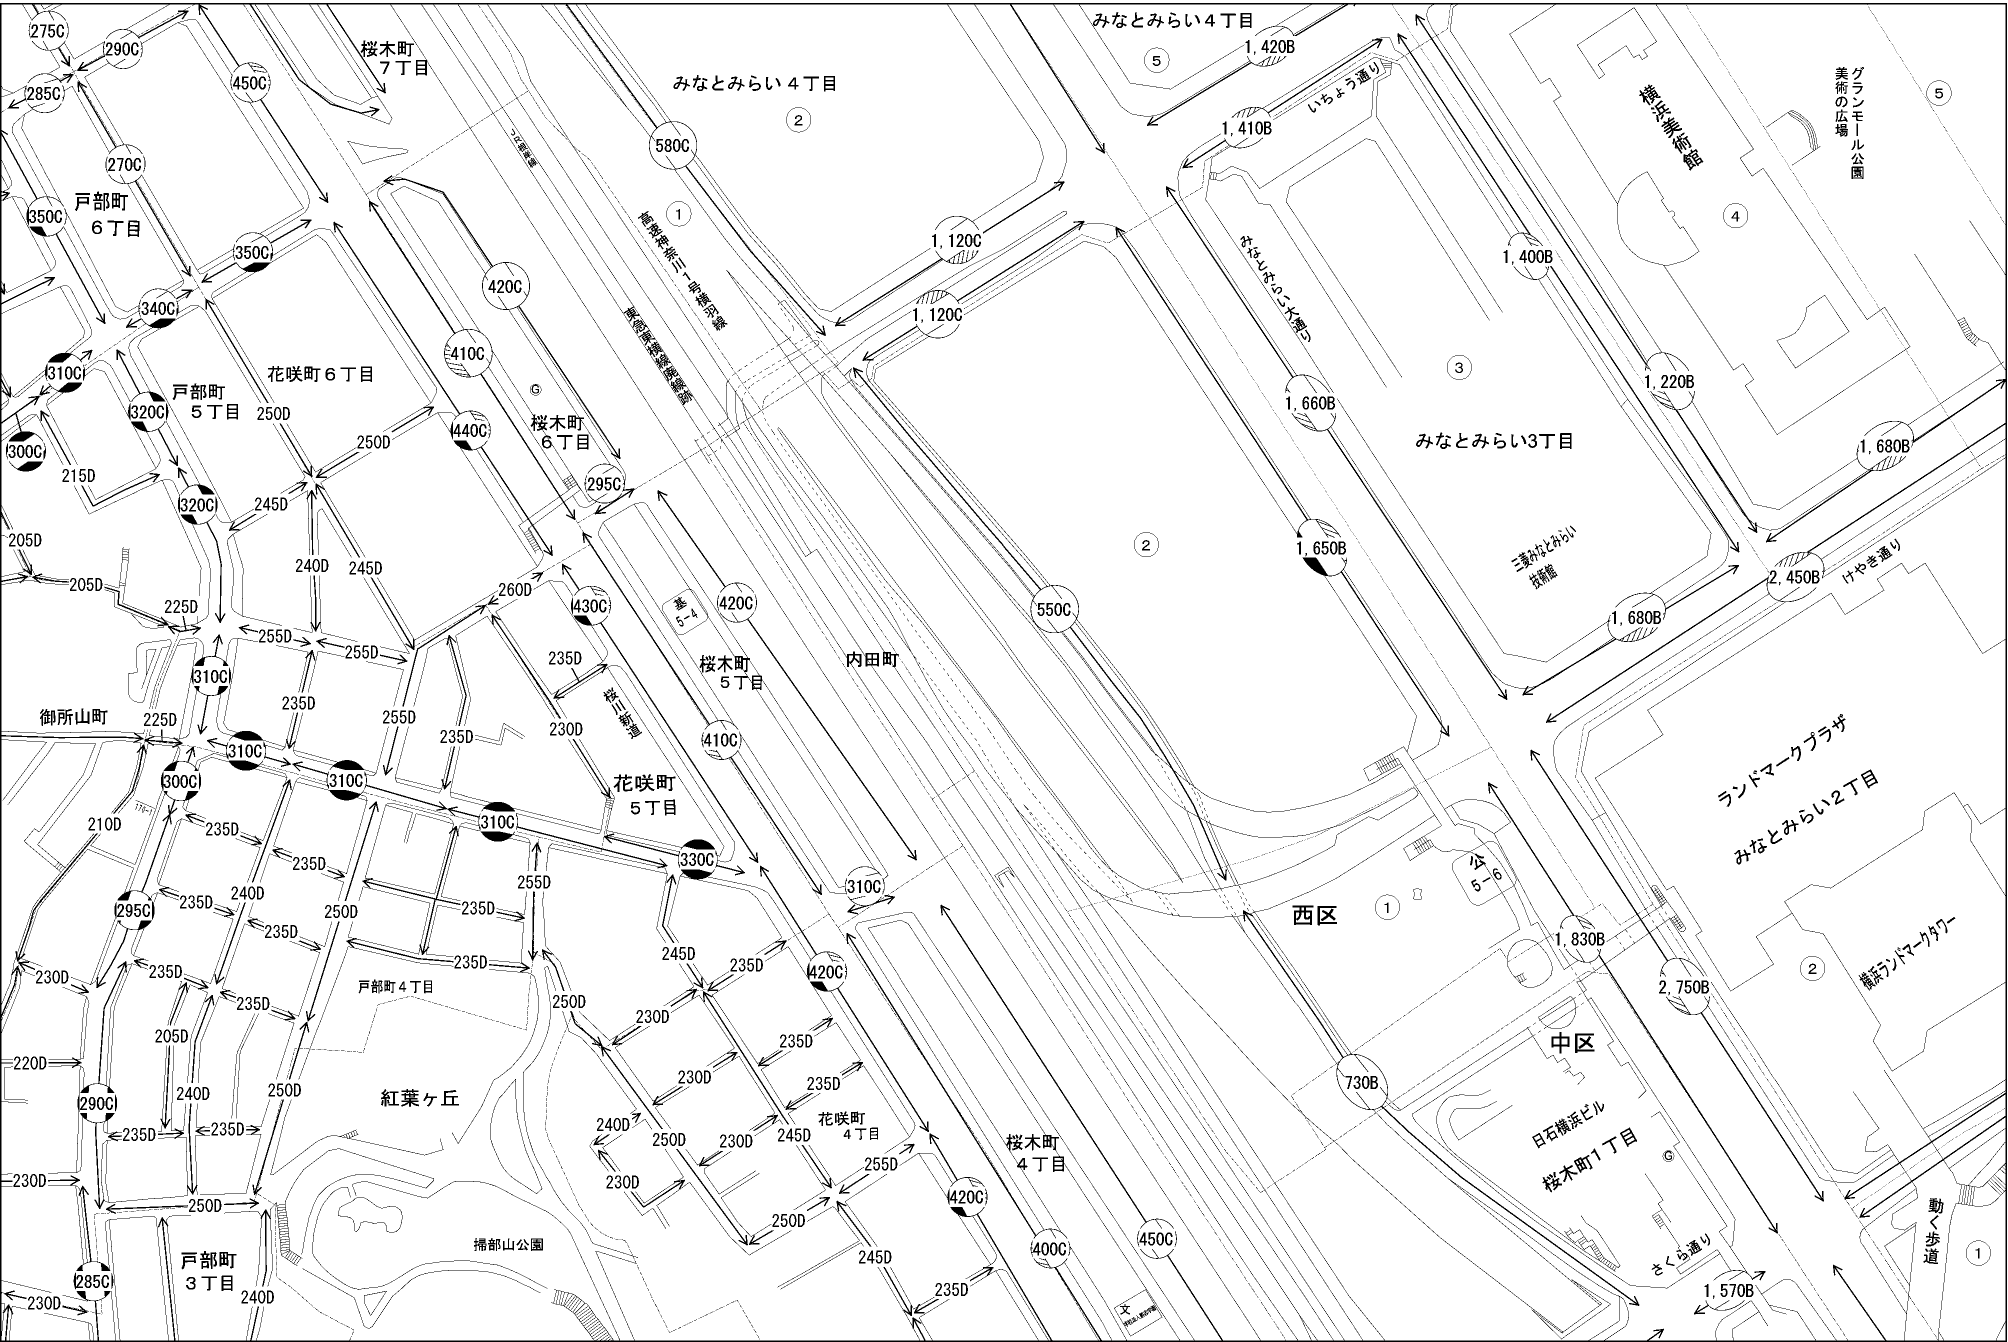 275C
290C
450C
桜木町
７丁目
みなとみらい４丁目
⑤
1,420B
いちょう通り
1,410B
みなとみらい４丁目
②
580C
ＪＲ根岸線
横浜美術館
グランモール公園
美術の広場
⑤
④
285C
270C
350C
戸部町
６丁目
350C
340C
420C
410C
①
高速神奈川１号横羽線
東急東横線廃線跡
1,120C
1,120C
みなとみらい大通り
1,400B
1,220B
1,660B
③
みなとみらい3丁目
1,680B
310C
320C
戸部町
５丁目
花咲町６丁目
250D
250D
440C
G
桜木町
６丁目
295C
300C
215D
320C
245D
240D
245D
205D
205D
225D
255D
255D
260D
430C
基
5-4
420C
550C
②
1,650B
三菱みなとみらい
技術館
2,450B
けやき通り
1,680B
310C
御所山町
225D
235D
255D
235D
235D
230D
桜川新道
桜木町
５丁目
410C
内田町
300C
310C
310C
310C
花咲町
５丁目
330C
310C
ランドマークプラザ
みなとみらい２丁目
210D
235D
235D
240D
250D
235D
255D
295C
235D
235D
235D
245D
235D
420C
西区
①
公
5-6
1,830B
2,750B
②
横浜ランドマークタワー
230D
235D
235D
205D
戸部町４丁目
250D
230D
235D
中区
220D
240D
250D
230D
235D
730B
290C
235D
235D
紅葉ヶ丘
240D
250D
230D
245D
花咲町
４丁目
桜木町
４丁目
日石横浜ビル
桜木町１丁目
G
230D
250D
230D
255D
420C
250D
400C
450C
さくら通り
動く歩道
①
戸部町
３丁目
掃部山公園
285C
230D
240D
245D
235D
文
1,570B